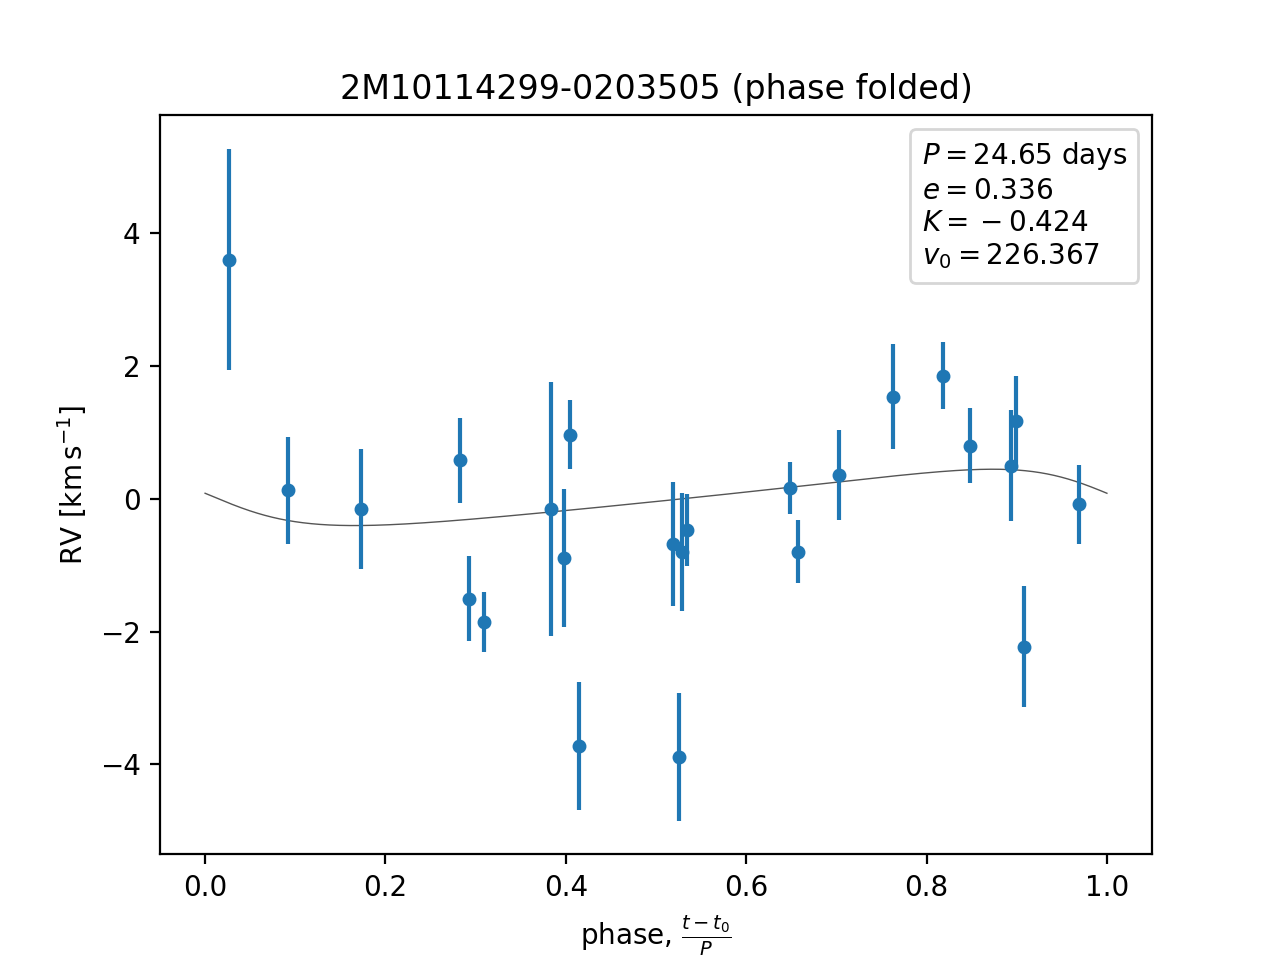 2M10114299-0203505 (phase folded)
P = 24.65 days
e = 0.336
K = −0.424
v₀ = 226.367
4
2
0
−2
−4
RV [km s⁻¹]
0.0 0.2 0.4 0.6 0.8 1.0
phase, (t − t₀)/P